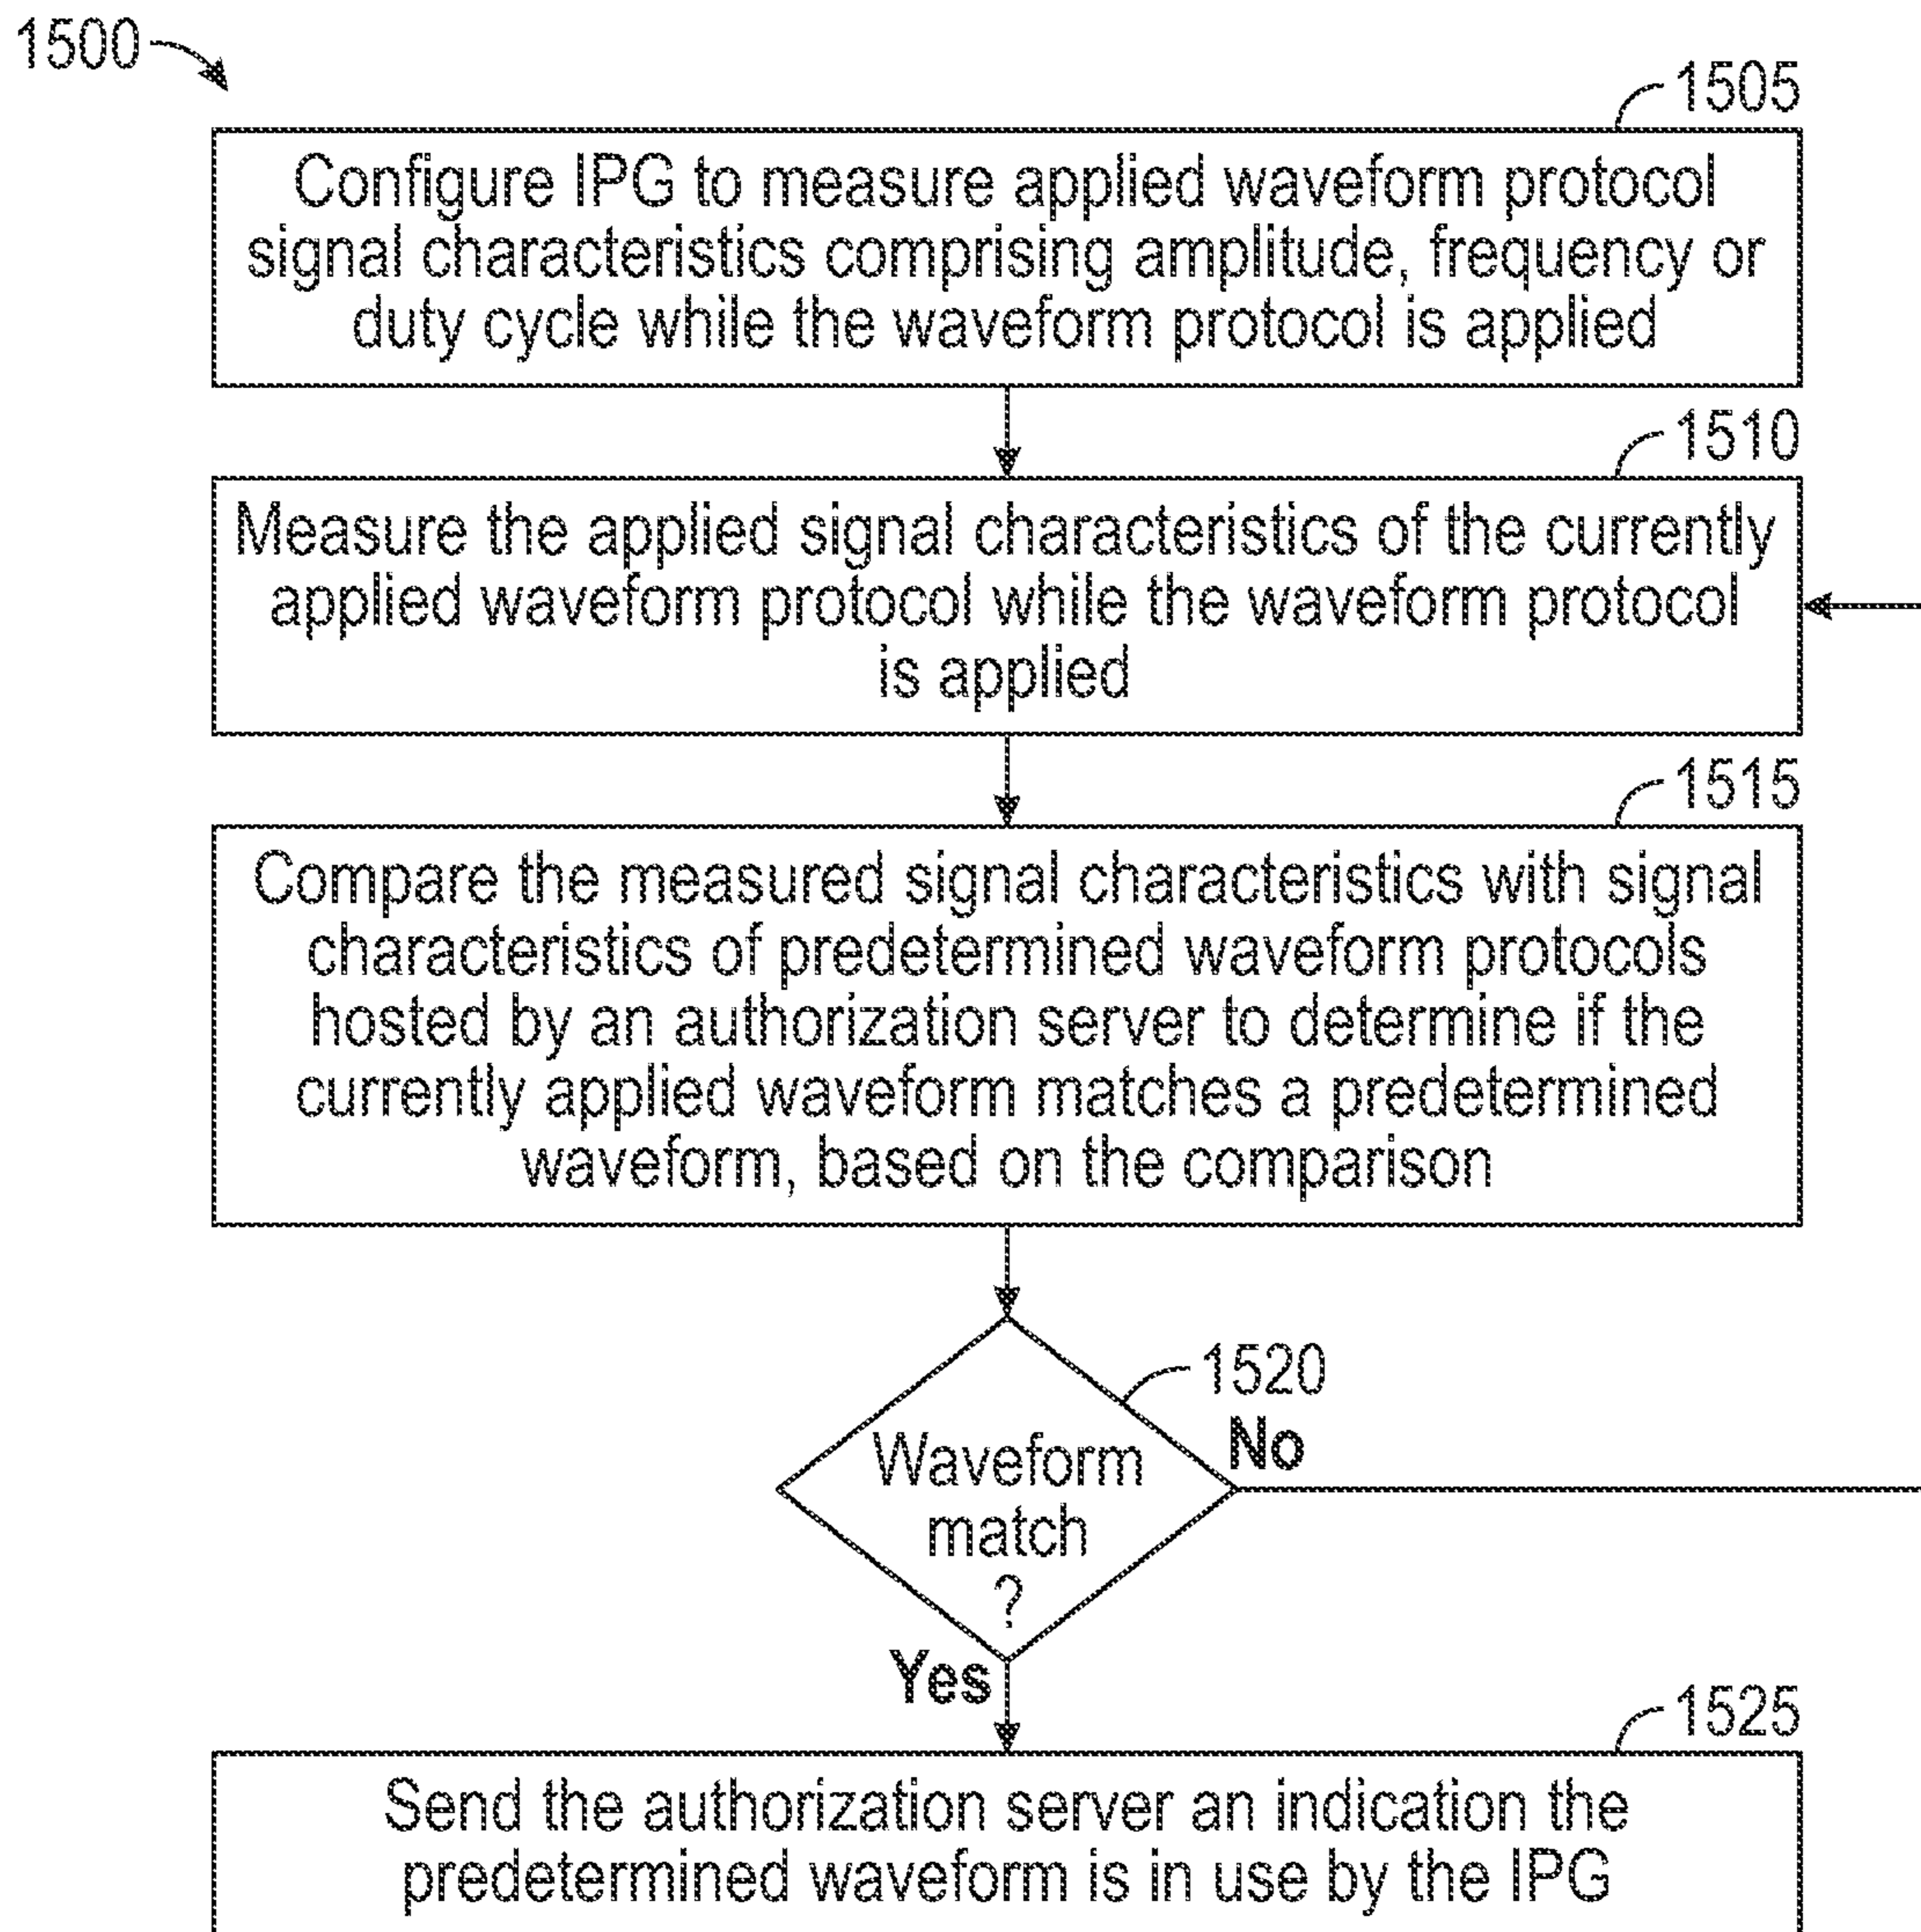 1500
1505
Configure IPG to measure applied waveform protocol
signal characteristics comprising amplitude, frequency or
duty cycle while the waveform protocol is applied
1510
Measure the applied signal characteristics of the currently
applied waveform protocol while the waveform protocol
is applied
1515
Compare the measured signal characteristics with signal
characteristics of predetermined waveform protocols
hosted by an authorization server to determine if the
currently applied waveform matches a predetermined
waveform, based on the comparison
1520
No
Waveform
match
?
Yes
1525
Send the authorization server an indication the
predetermined waveform is in use by the IPG